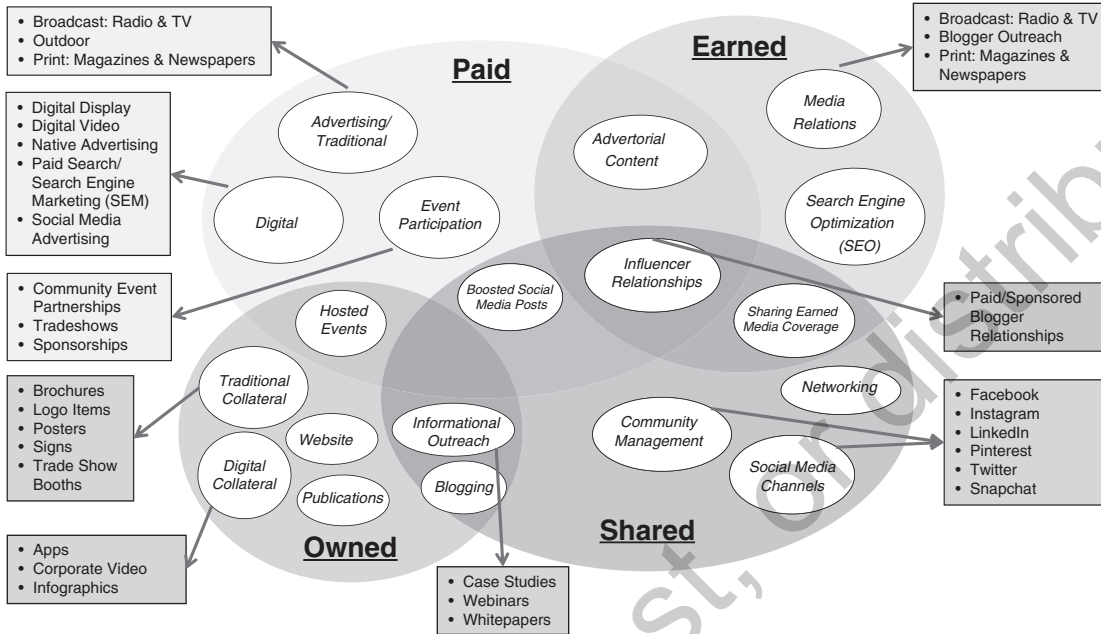 • Broadcast: Radio & TV
• Outdoor
• Print: Magazines & Newspapers
• Digital Display
• Digital Video
• Native Advertising
• Paid Search/
Search Engine
Marketing (SEM)
• Social Media
Advertising
• Community Event
Partnerships
• Tradeshows
• Sponsorships
• Brochures
• Logo Items
• Posters
• Signs
• Trade Show
Booths
• Apps
• Corporate Video
• Infographics
Paid
Advertising/
Traditional
Digital
Event
Participation
Hosted
Events
Boosted Social
Media Posts
Traditional
Collateral
Website
Digital
Collateral
Publications
Informational
Outreach
Blogging
Owned
• Case Studies
• Webinars
• Whitepapers
Earned
Media
Relations
Advertorial
Content
Search Engine
Optimization
(SEO)
Influencer
Relationships
Sharing Earned
Media Coverage
Networking
Community
Management
Social Media
Channels
Shared
• Broadcast: Radio & TV
• Blogger Outreach
• Print: Magazines &
Newspapers
• Paid/Sponsored
Blogger
Relationships
• Facebook
• Instagram
• LinkedIn
• Pinterest
• Twitter
• Snapchat
st, or distrib